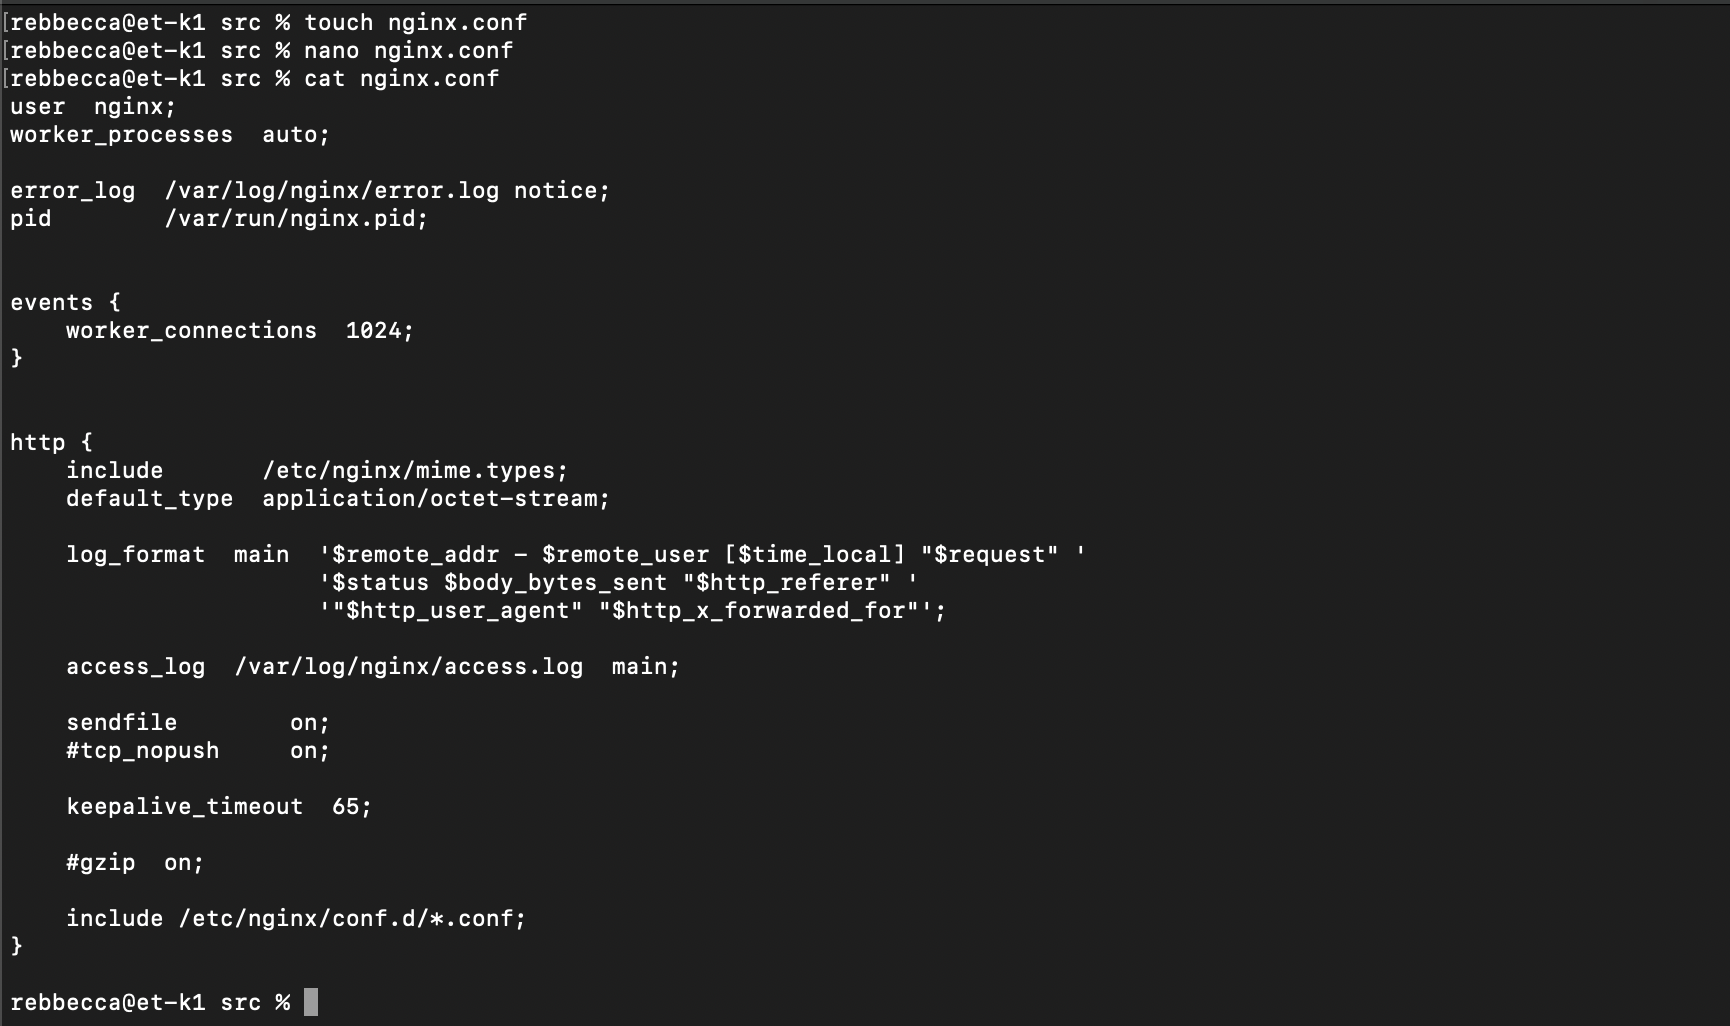 [rebbecca@et-k1 src % touch nginx.conf
[rebbecca@et-k1 src % nano nginx.conf
[rebbecca@et-k1 src % cat nginx.conf
user  nginx;
worker_processes  auto;

error_log  /var/log/nginx/error.log notice;
pid        /var/run/nginx.pid;


events {
    worker_connections  1024;
}


http {
    include       /etc/nginx/mime.types;
    default_type  application/octet-stream;

    log_format  main  '$remote_addr - $remote_user [$time_local] "$request" '
                      '$status $body_bytes_sent "$http_referer" '
                      '"$http_user_agent" "$http_x_forwarded_for"';

    access_log  /var/log/nginx/access.log  main;

    sendfile        on;
    #tcp_nopush     on;

    keepalive_timeout  65;

    #gzip  on;

    include /etc/nginx/conf.d/*.conf;
}

rebbecca@et-k1 src %